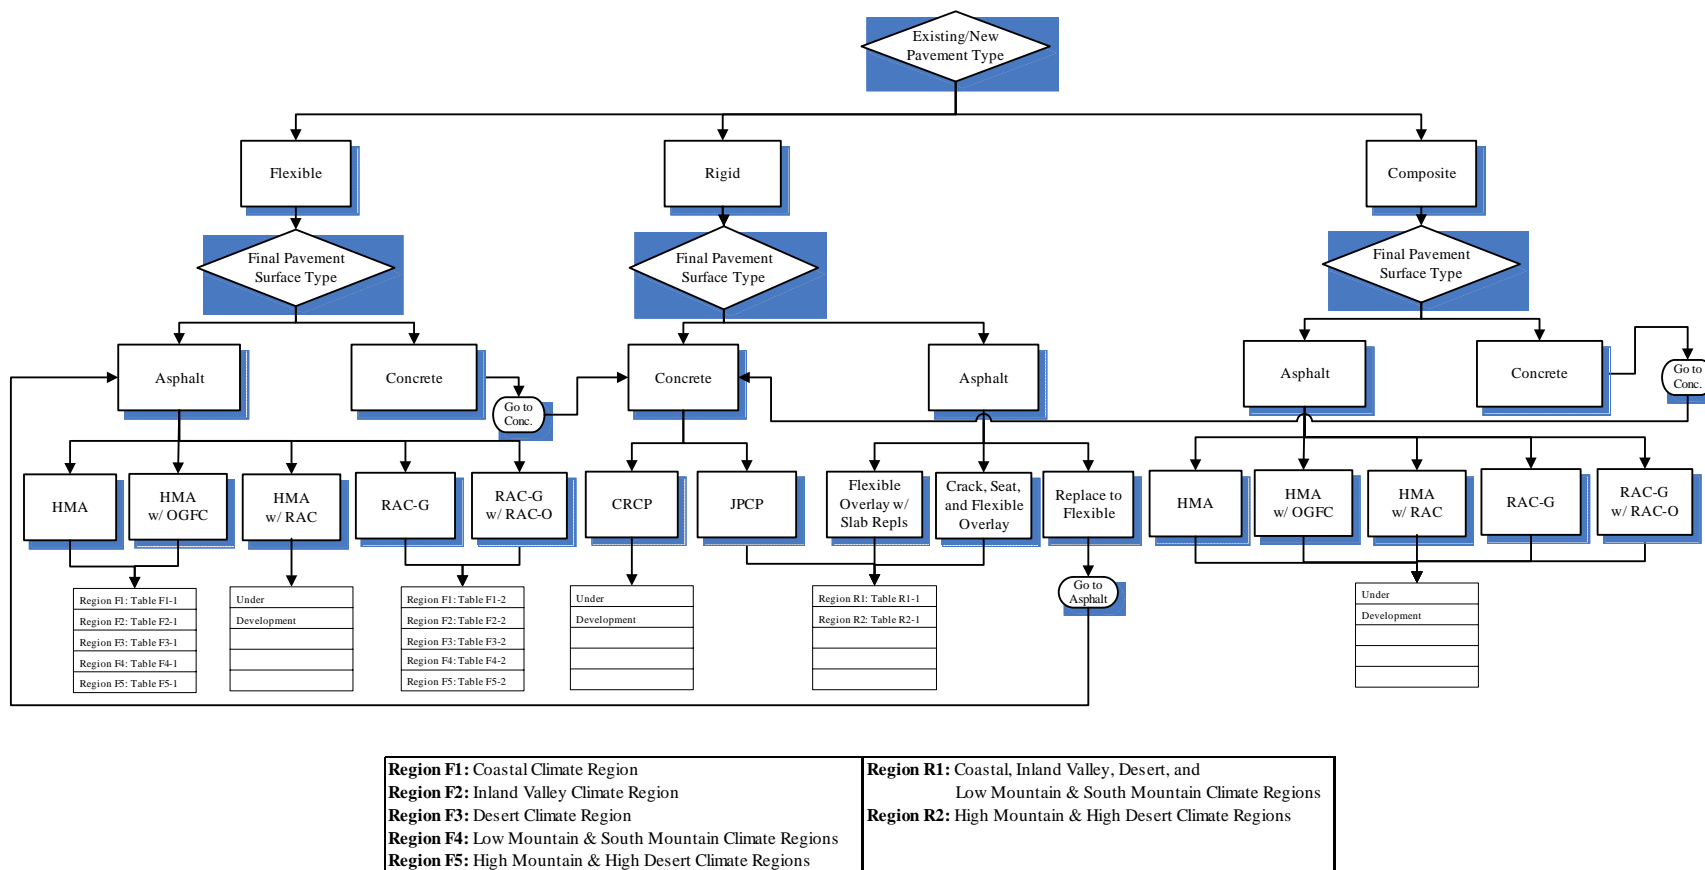 Existing/New
Pavement Type
Flexible
Rigid
Composite
Final Pavement
Surface Type
Final Pavement
Surface Type
Final Pavement
Surface Type
Asphalt
Concrete
Go to
Conc.
Concrete
Asphalt
Asphalt
Concrete
Go to
Conc.
HMA
HMA
w/ OGFC
HMA
w/ RAC
RAC-G
RAC-G
w/ RAC-O
CRCP
JPCP
Flexible
Overlay w/
Slab Repls
Crack, Seat,
and Flexible
Overlay
Replace to
Flexible
HMA
HMA
w/ OGFC
HMA
w/ RAC
RAC-G
RAC-G
w/ RAC-O
Region F1: Table F1-1
Region F2: Table F2-1
Region F3: Table F3-1
Region F4: Table F4-1
Region F5: Table F5-1
Under
Development
Region F1: Table F1-2
Region F2: Table F2-2
Region F3: Table F3-2
Region F4: Table F4-2
Region F5: Table F5-2
Under
Development
Region R1: Table R1-1
Region R2: Table R2-1
Go to
Asphalt
Under
Development
Region F1: Coastal Climate Region
Region F2: Inland Valley Climate Region
Region F3: Desert Climate Region
Region F4: Low Mountain & South Mountain Climate Regions
Region F5: High Mountain & High Desert Climate Regions
Region R1: Coastal, Inland Valley, Desert, and
Low Mountain & South Mountain Climate Regions
Region R2: High Mountain & High Desert Climate Regions